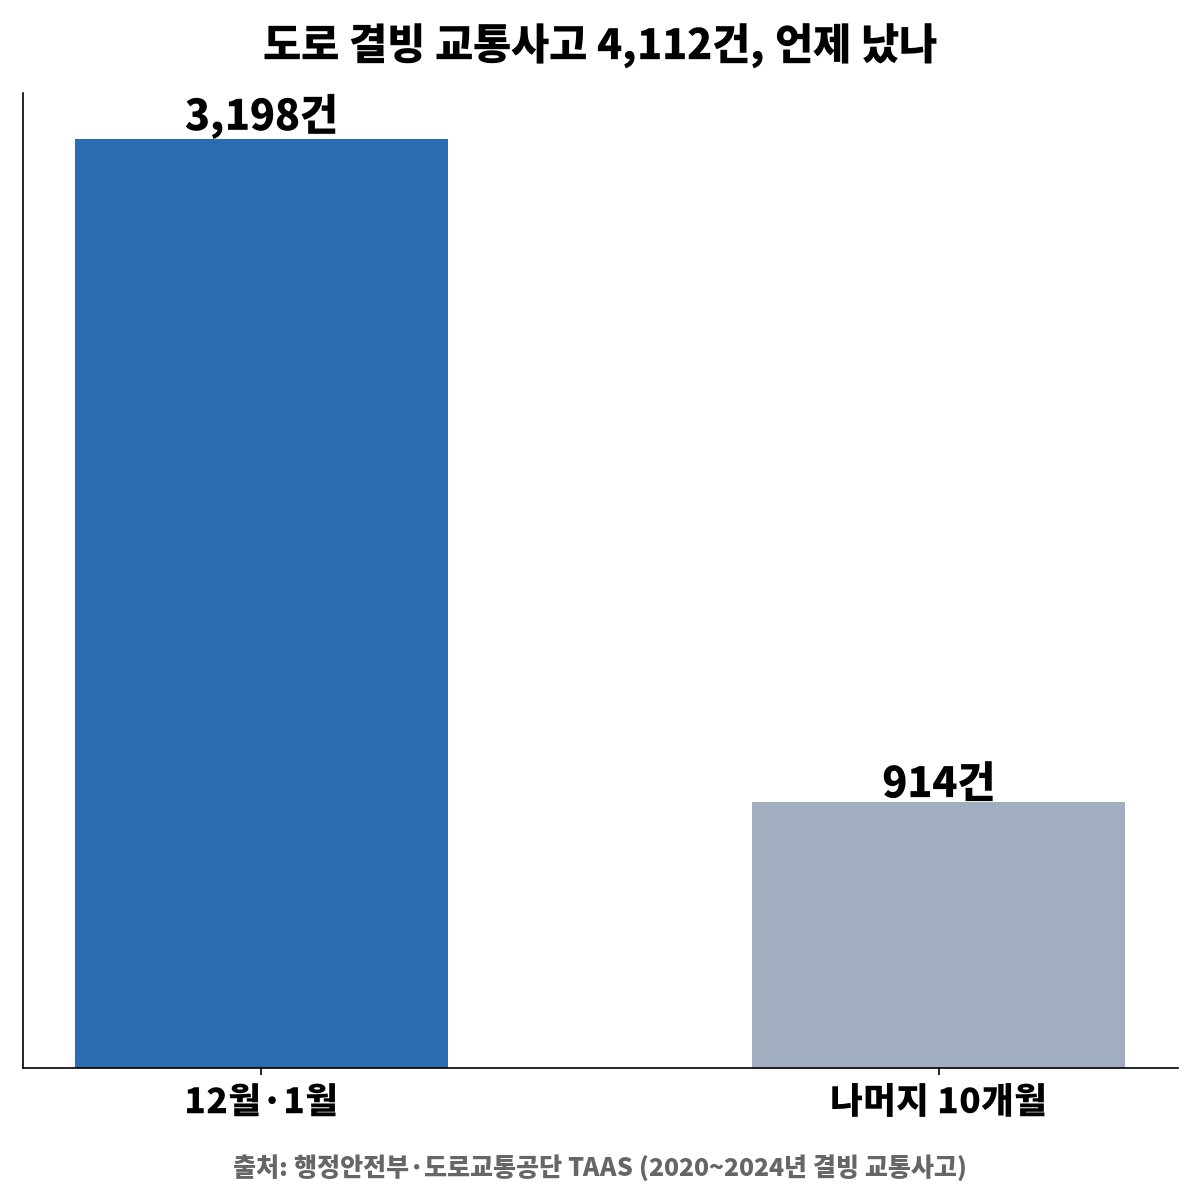 도로 결빙 교통사고 4,112건, 언제 났나
3,198건
914건
12월·1월
나머지 10개월
출처: 행정안전부·도로교통공단 TAAS (2020~2024년 결빙 교통사고)